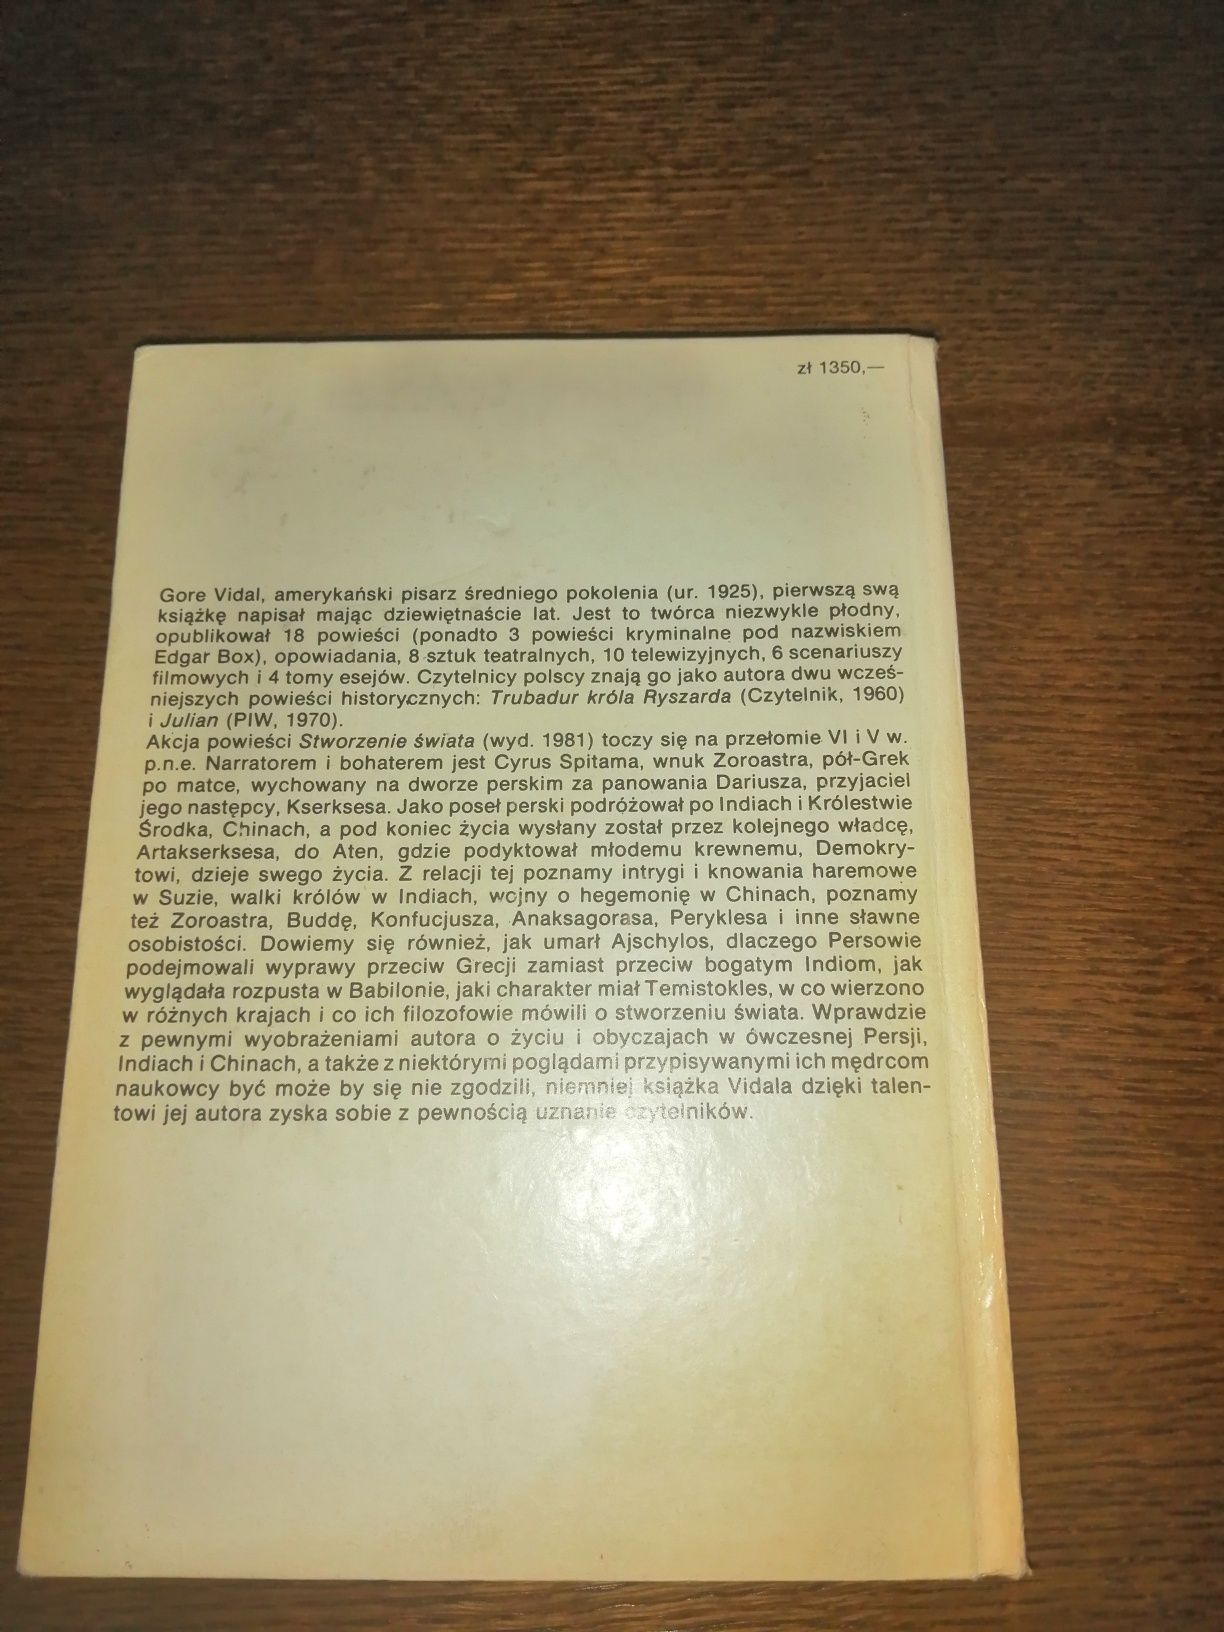 zł 1350,—
Gore Vidal, amerykański pisarz średniego pokolenia (ur. 1925), pierwszą swą
książkę napisał mając dziewiętnaście lat. Jest to twórca niezwykle płodny,
opublikował 18 powieści (ponadto 3 powieści kryminalne pod nazwiskiem
Edgar Box), opowiadania, 8 sztuk teatralnych, 10 telewizyjnych, 6 scenariuszy
filmowych i 4 tomy esejów. Czytelnicy polscy znają go jako autora dwu wcześ-
niejszych powieści historycznych: Trubadur króla Ryszarda (Czytelnik, 1960)
i Julian (PIW, 1970).
Akcja powieści Stworzenie świata (wyd. 1981) toczy się na przełomie VI i V w.
p.n.e. Narratorem i bohaterem jest Cyrus Spitama, wnuk Zoroastra, pół-Grek
po matce, wychowany na dworze perskim za panowania Dariusza, przyjaciel
jego następcy, Kserksesa. Jako poseł perski podróżował po Indiach i Królestwie
Środka, Chinach, a pod koniec życia wysłany został przez kolejnego władcę,
Artakserksesa, do Aten, gdzie podyktował młodemu krewnemu, Demokry-
towi, dzieje swego życia. Z relacji tej poznamy intrygi i knowania haremowe
w Suzie, walki królów w Indiach, wojny o hegemonię w Chinach, poznamy
też Zoroastra, Buddę, Konfucjusza, Anaksagorasa, Peryklesa i inne sławne
osobistości. Dowiemy się również, jak umarł Ajschylos, dlaczego Persowie
podejmowali wyprawy przeciw Grecji zamiast przeciw bogatym Indiom, jak
wyglądała rozpusta w Babilonie, jaki charakter miał Temistokles, w co wierzono
w różnych krajach i co ich filozofowie mówili o stworzeniu świata. Wprawdzie
z pewnymi wyobrażeniami autora o życiu i obyczajach w ówczesnej Persji,
Indiach i Chinach, a także z niektórymi poglądami przypisywanymi ich mędrcom
naukowcy być może by się nie zgodzili, niemniej książka Vidala dzięki talen-
towi jej autora zyska sobie z pewnością uznanie czytelników.